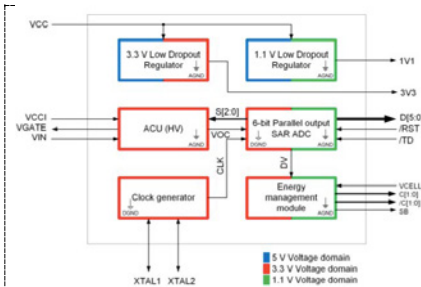 VCC
3.3 V Low Dropout
Regulator
AGND
1.1 V Low Dropout
Regulator
AGND
1V1
3V3
VCCI
VGATE
VIN
ACU (HV)
AGND
S[2:0]
VOC
6-bit Parallel output
SAR ADC
DGND
AGND
D[5:0]
/RST
/TD
CLK
DV
Clock generator
DGND
Energy
management
module
AGND
VCELL
C[1:0]
/C[1:0]
SB
XTAL1
XTAL2
5 V Voltage domain
3.3 V Voltage domain
1.1 V Voltage domain